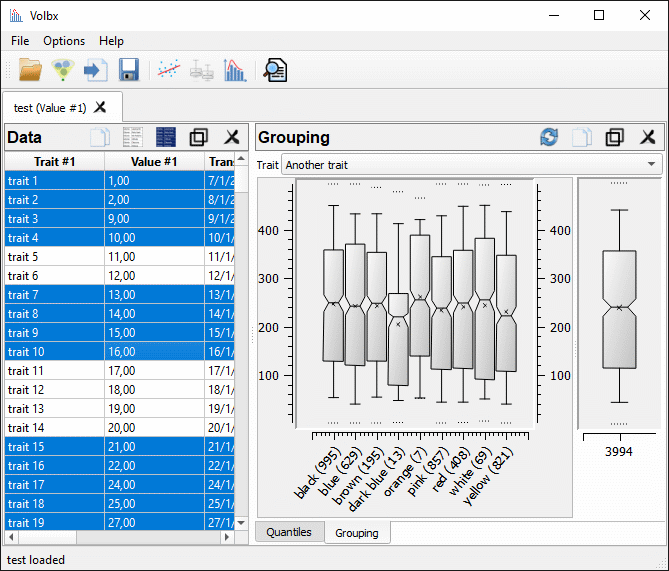 Volbx
File Options Help
test (Value #1)
Data
Trait #1 Value #1 Trans
trait 1 1,00 7/1/2
trait 2 2,00 8/1/2
trait 3 9,00 9/1/2
trait 4 10,00 10/1/
trait 5 11,00 11/1/
trait 6 12,00 12/1/
trait 7 13,00 13/1/
trait 8 14,00 14/1/
trait 9 15,00 15/1/
trait 10 16,00 16/1/
trait 11 17,00 17/1/
trait 12 18,00 18/1/
trait 13 19,00 19/1/
trait 14 20,00 20/1/
trait 15 21,00 21/1/
trait 16 22,00 22/1/
trait 17 24,00 24/1/
trait 18 25,00 25/1/
trait 19 27,00 27/1/
Grouping
Trait Another trait
400 400
300 300
200 200
100 100
black (995)
blue (629)
brown (195)
dark blue (13)
orange (7)
pink (857)
red (408)
white (69)
yellow (821)
3994
Quantiles Grouping
test loaded